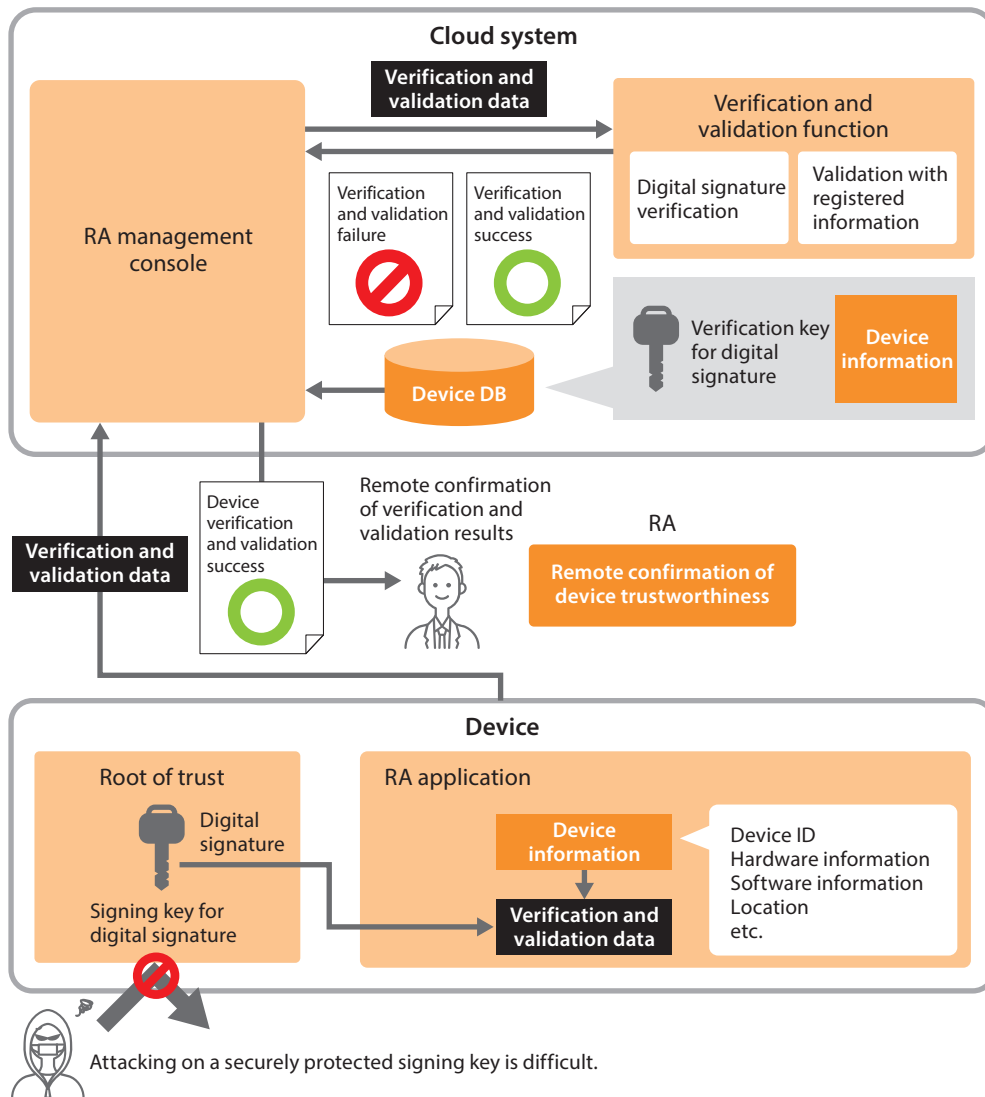 Cloud system
Verification and
validation data
RA management
console
Verification and
validation function
Digital signature
verification
Validation with
registered
information
Verification
and validation
failure
Verification
and validation
success
Device DB
Verification key
for digital
signature
Device
information
Verification and
validation data
Device
verification
and validation
success
Remote confirmation
of verification and
validation results
RA
Remote confirmation of
device trustworthiness
Device
Root of trust
Digital
signature
Signing key for
digital signature
RA application
Device
information
Verification and
validation data
Device ID
Hardware information
Software information
Location
etc.
Attacking on a securely protected signing key is difficult.